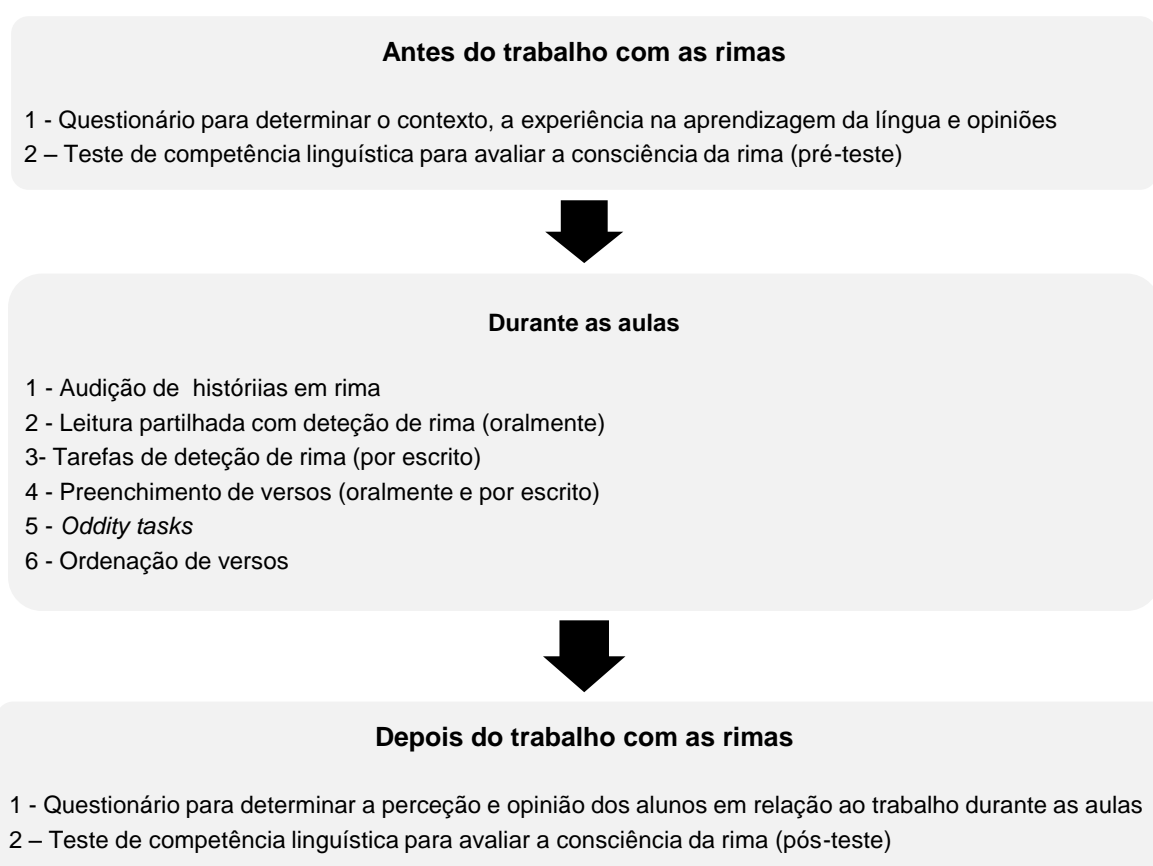 Antes do trabalho com as rimas
1 - Questionário para determinar o contexto, a experiência na aprendizagem da língua e opiniões
2 – Teste de competência linguística para avaliar a consciência da rima (pré-teste)
Durante as aulas
1 - Audição de históriias em rima
2 - Leitura partilhada com deteção de rima (oralmente)
3- Tarefas de deteção de rima (por escrito)
4 - Preenchimento de versos (oralmente e por escrito)
5 - Oddity tasks
6 - Ordenação de versos
Depois do trabalho com as rimas
1 - Questionário para determinar a perceção e opinião dos alunos em relação ao trabalho durante as aulas
2 – Teste de competência linguística para avaliar a consciência da rima (pós-teste)